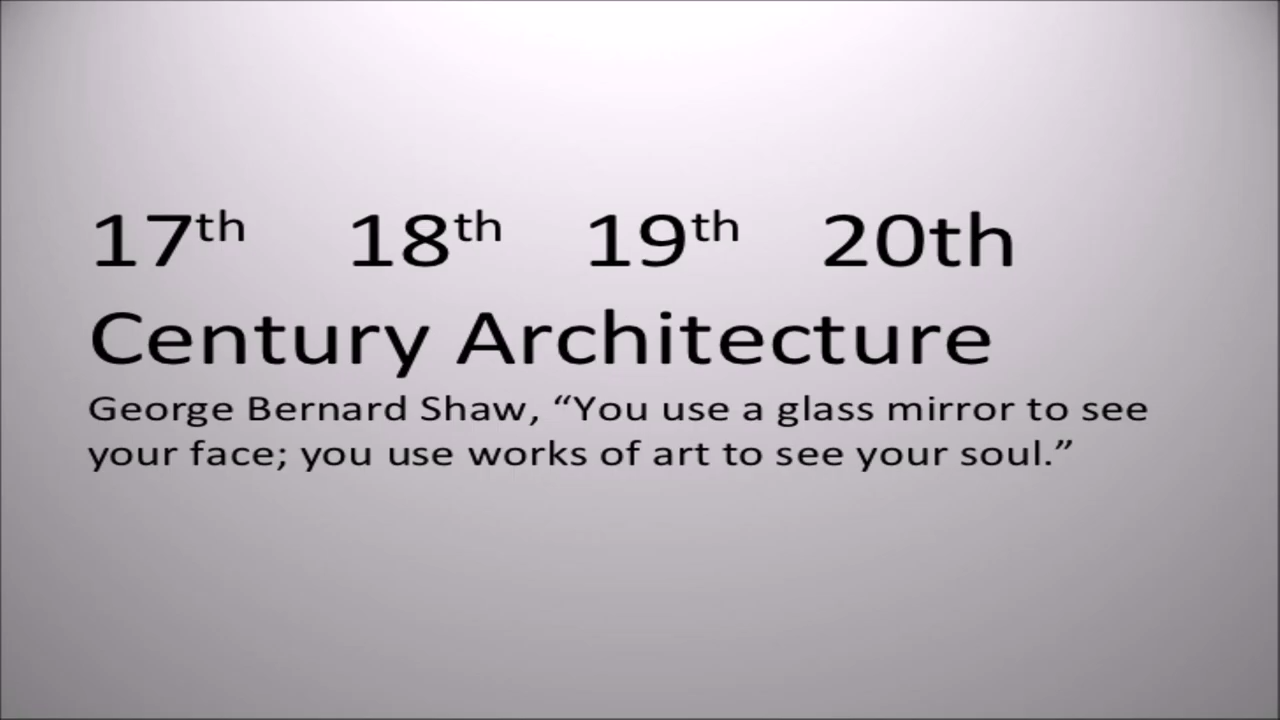 17th 18th 19th 20th
Century Architecture
George Bernard Shaw, “You use a glass mirror to see
your face; you use works of art to see your soul.”